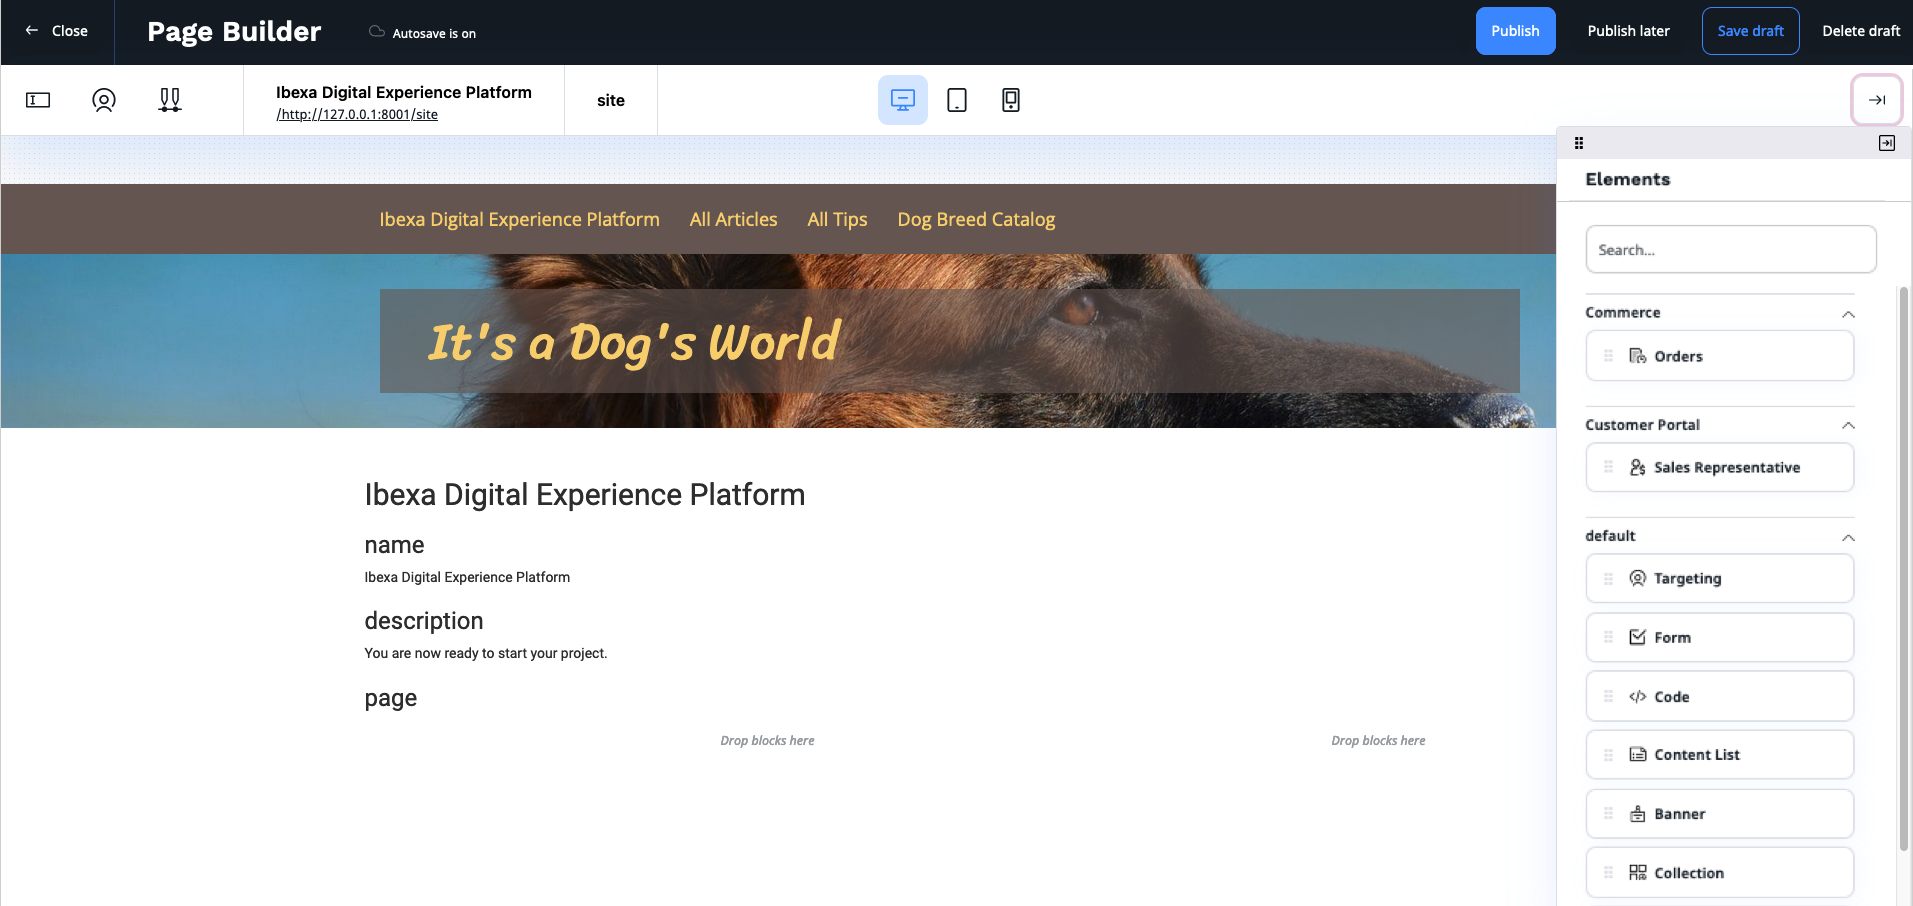 Close
Page Builder
Autosave is on
Publish
Publish later
Save draft
Delete draft
Ibexa Digital Experience Platform
/http://127.0.0.1:8001/site
site
Elements
Search...
Ibexa Digital Experience Platform
All Articles
All Tips
Dog Breed Catalog
It's a Dog's World
Ibexa Digital Experience Platform
name
Ibexa Digital Experience Platform
description
You are now ready to start your project.
page
Drop blocks here
Drop blocks here
Commerce
Orders
Customer Portal
Sales Representative
default
Targeting
Form
Code
Content List
Banner
Collection